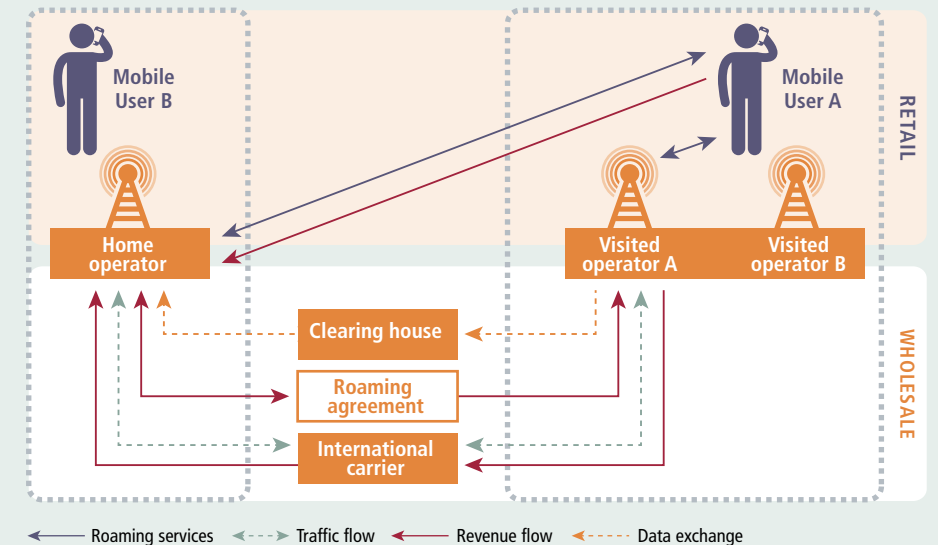 Mobile
User B
Mobile
User A
RETAIL
Home
operator
Visited
operator A
Visited
operator B
Clearing house
Roaming
agreement
International
carrier
WHOLESALE
Roaming services
Traffic flow
Revenue flow
Data exchange